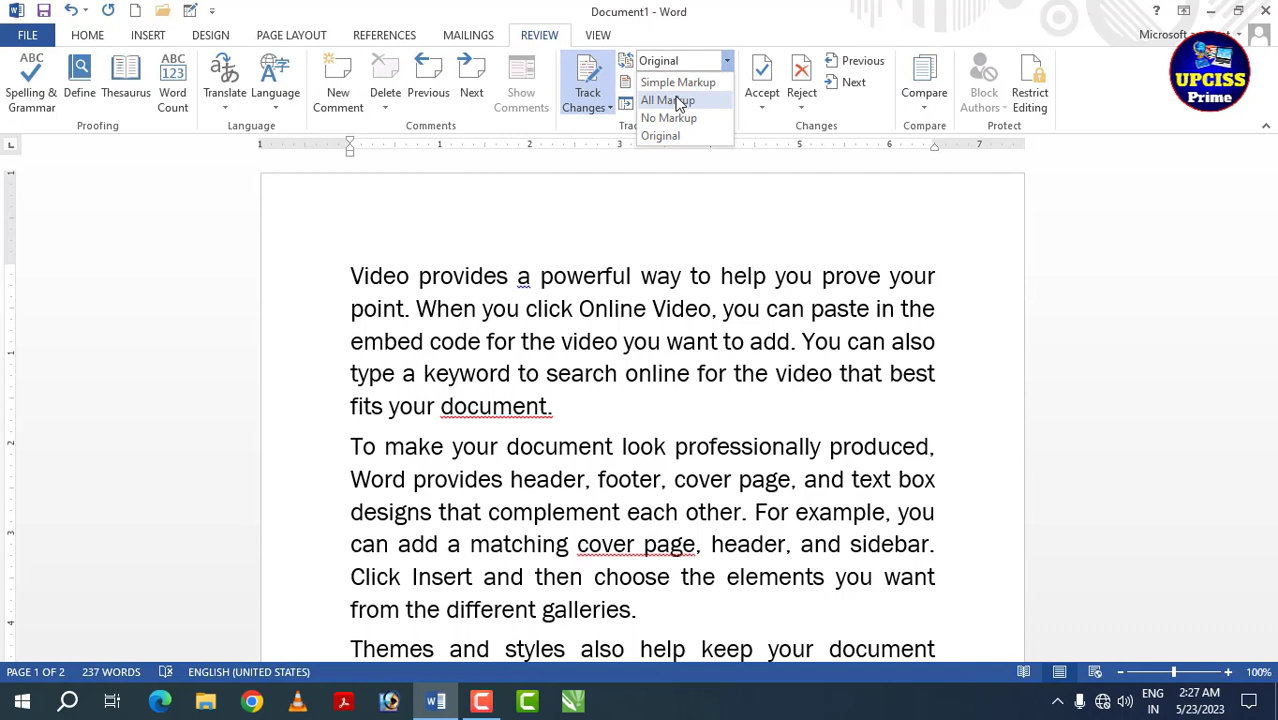 Document1 - Word
?
FILE
HOME
INSERT
DESIGN
PAGE LAYOUT
REFERENCES
MAILINGS
REVIEW
VIEW
UPCISS
Prime
ABC
Spelling &
Grammar
Define
Thesaurus
ABC
123
Word
Count
Proofing
Translate
Language
Language
New
Comment
Delete
Previous
Next
Show
Comments
Comments
Track
Changes
Original
Simple Markup
All Markup
No Markup
Original
Accept
Reject
Previous
Next
Changes
Compare
Compare
Block
Authors
Restrict
Editing
Protect
1 1 2 3 4 5 6 7
Video provides a powerful way to help you prove your
point. When you click Online Video, you can paste in the
embed code for the video you want to add. You can also
type a keyword to search online for the video that best
fits your document.
To make your document look professionally produced,
Word provides header, footer, cover page, and text box
designs that complement each other. For example, you
can add a matching cover page, header, and sidebar.
Click Insert and then choose the elements you want
from the different galleries.
Themes and styles also help keep your document
PAGE 1 OF 2
237 WORDS
ENGLISH (UNITED STATES)
100%
ENG
IN
2:27 AM
5/23/2023